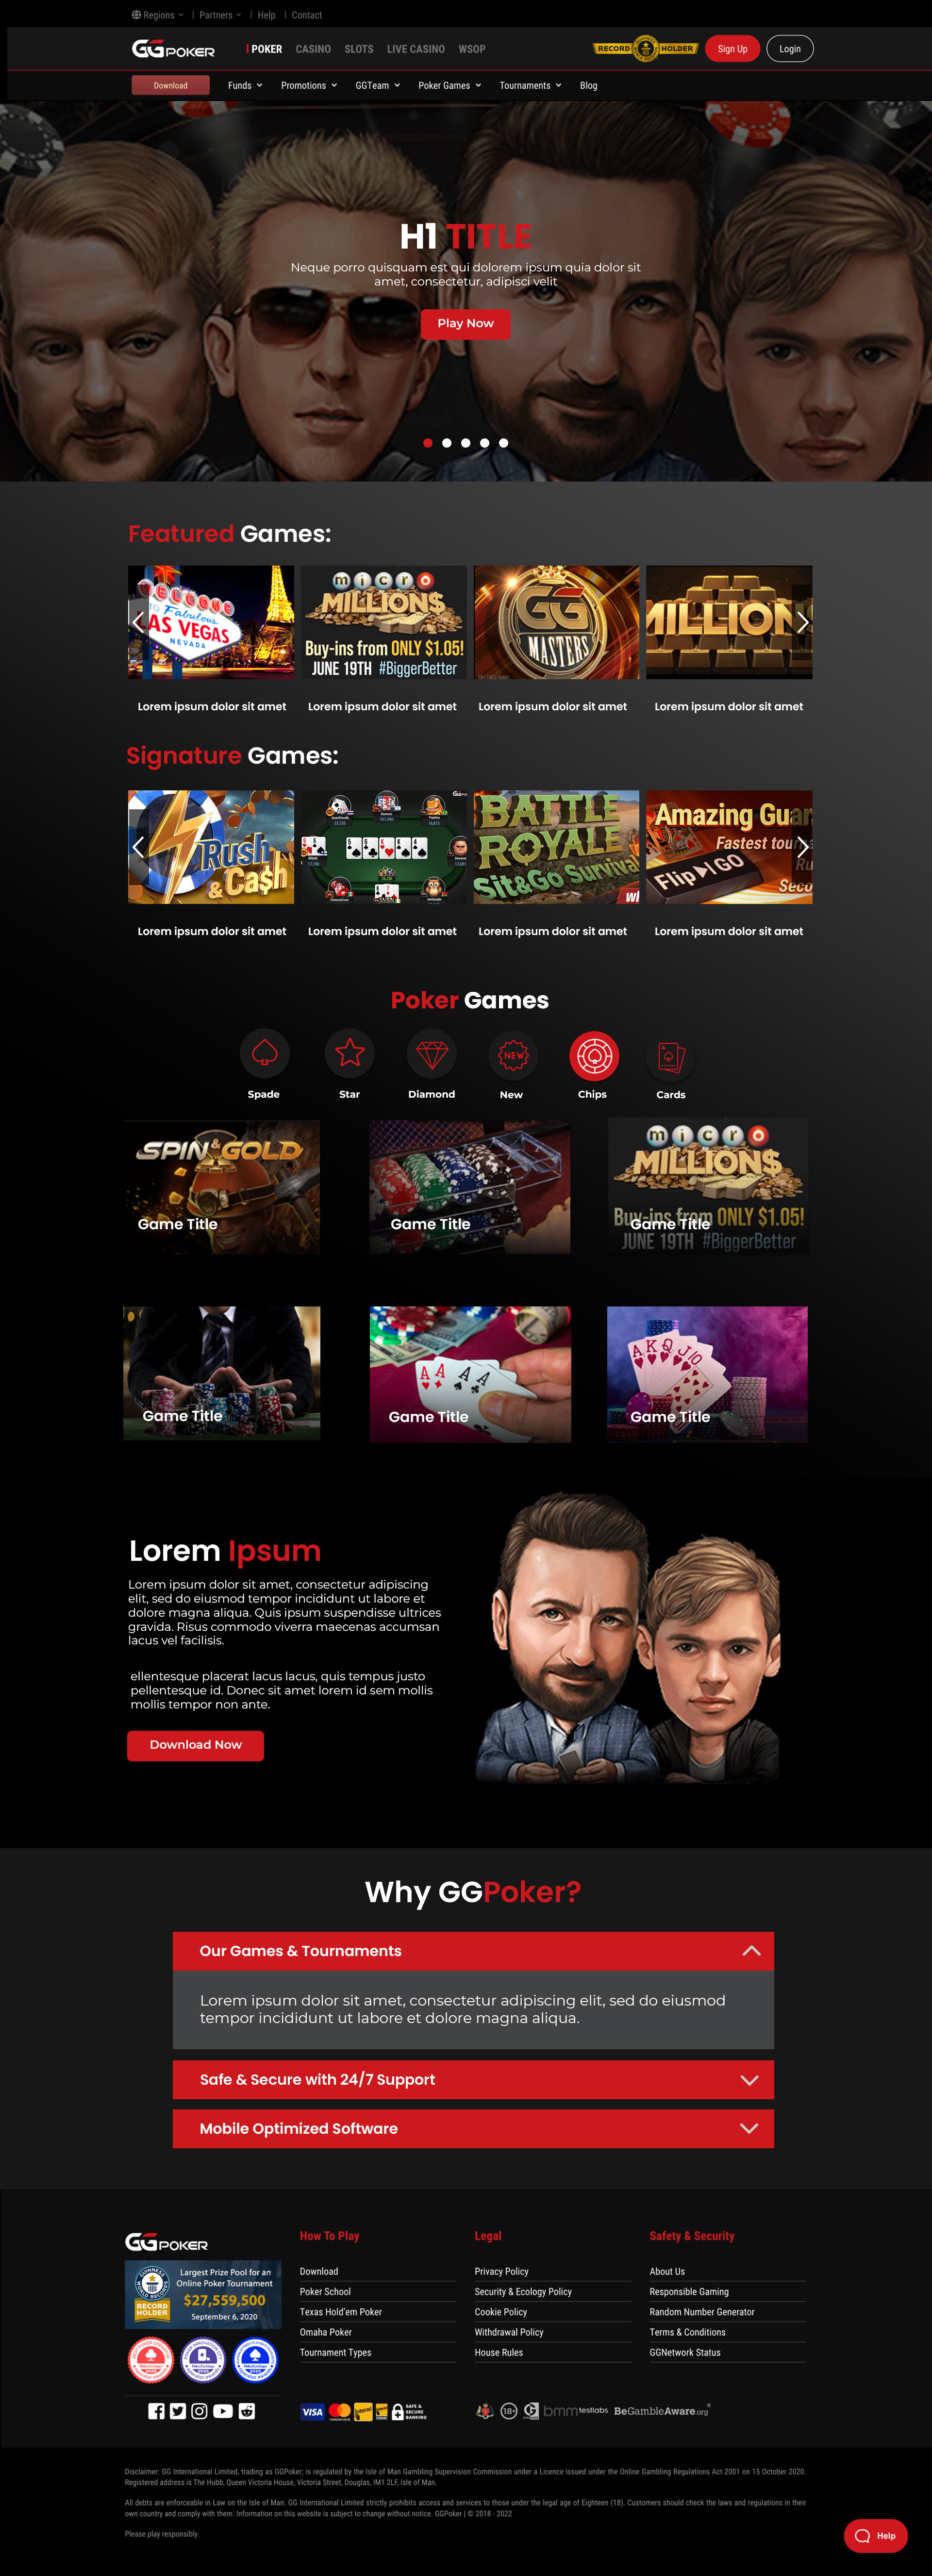 Regions | Partners | Help | Contact
GGPOKER
POKER CASINO SLOTS LIVE CASINO WSOP
RECORD HOLDER
Sign Up
Login
Download
Funds Promotions GGTeam Poker Games Tournaments Blog
H1 TITLE
Neque porro quisquam est qui dolorem ipsum quia dolor sit
amet, consectetur, adipisci velit
Play Now
Featured Games:
WELCOME
TO Fabulous
LAS VEGAS
NEVADA
micro
MILLION$
Buy-ins from ONLY $1.05!
JUNE 19TH #BiggerBetter
GG
MASTERS
MILLION
Lorem ipsum dolor sit amet
Lorem ipsum dolor sit amet
Lorem ipsum dolor sit amet
Lorem ipsum dolor sit amet
Signature Games:
Rush
& Ca$h
BATTLE
ROYALE
Sit&Go Survival
Amazing Guar
Fastest tour
Flip GO
Seco
Lorem ipsum dolor sit amet
Lorem ipsum dolor sit amet
Lorem ipsum dolor sit amet
Lorem ipsum dolor sit amet
Poker Games
NEW
Spade
Star
Diamond
New
Chips
Cards
SPIN & GOLD
Game Title
Game Title
micro
MILLION$
Buy-ins from ONLY $1.05!
Game Title
JUNE 19TH #BiggerBetter
Game Title
Game Title
Game Title
Lorem Ipsum
Lorem ipsum dolor sit amet, consectetur adipiscing
elit, sed do eiusmod tempor incididunt ut labore et
dolore magna aliqua. Quis ipsum suspendisse ultrices
gravida. Risus commodo viverra maecenas accumsan
lacus vel facilisis.
ellentesque placerat lacus lacus, quis tempus justo
pellentesque id. Donec sit amet lorem id sem mollis
mollis tempor non ante.
Download Now
Why GGPoker?
Our Games & Tournaments
Lorem ipsum dolor sit amet, consectetur adipiscing elit, sed do eiusmod
tempor incididunt ut labore et dolore magna aliqua.
Safe & Secure with 24/7 Support
Mobile Optimized Software
GGPOKER
Largest Prize Pool for an
Online Poker Tournament
$27,559,500
September 6, 2020
RECORD
HOLDER
How To Play
Download
Poker School
Texas Hold'em Poker
Omaha Poker
Tournament Types
Legal
Privacy Policy
Security & Ecology Policy
Cookie Policy
Withdrawal Policy
House Rules
Safety & Security
About Us
Responsible Gaming
Random Number Generator
Terms & Conditions
GGNetwork Status
VISA
SAFE &
SECURE
BANKING
18+
bmm testlabs
BeGambleAware.org
Disclaimer: GG International Limited, trading as GGPoker; is regulated by the Isle of Man Gambling Supervision Commission under a Licence issued under the Online Gambling Regulations Act 2001 on 15 October 2020.
Registered address is The Hubb, Queen Victoria House, Victoria Street, Douglas, IM1 2LF, Isle of Man.
All debts are enforceable in Law on the Isle of Man. GG International Limited strictly prohibits access and services to those under the legal age of Eighteen (18). Customers should check the laws and regulations in their
own country and comply with them. Information on this website is subject to change without notice. GGPoker | © 2018 - 2022
Please play responsibly.
Help